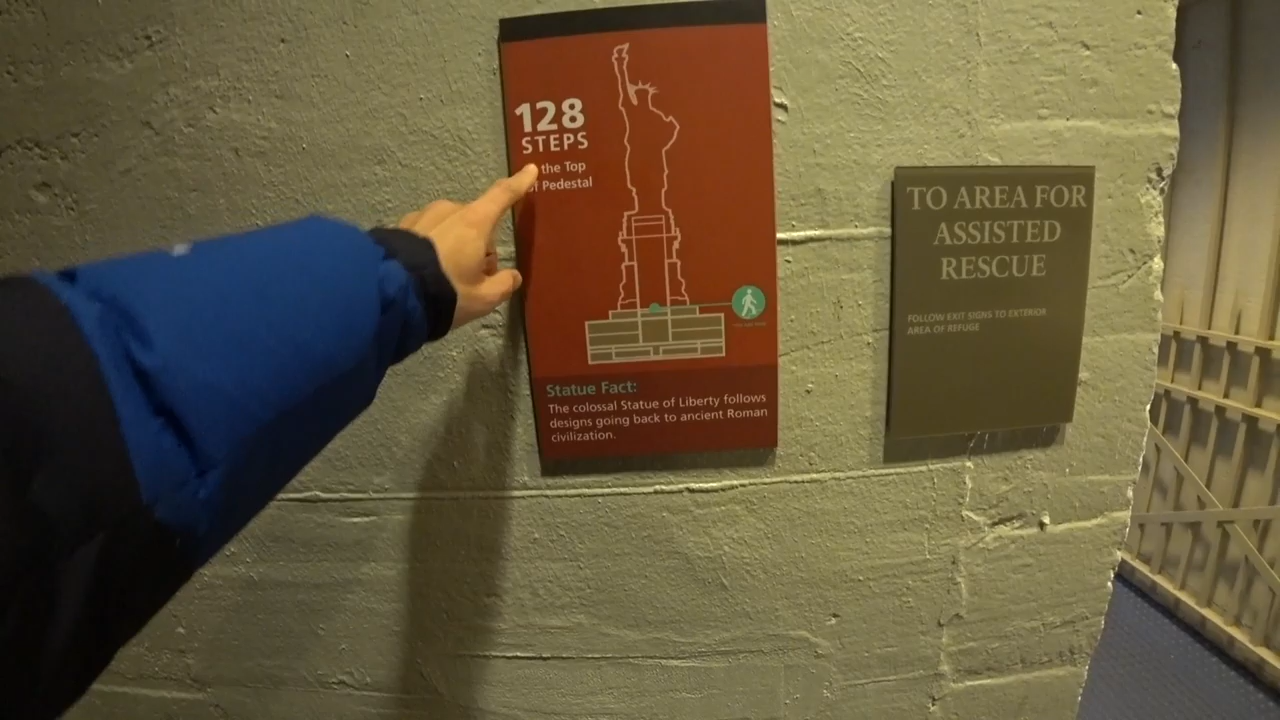 128
STEPS
the Top
Pedestal
Statue Fact:
The colossal Statue of Liberty follows
designs going back to ancient Roman
civilization.
TO AREA FOR
ASSISTED
RESCUE
FOLLOW EXIT SIGNS TO EXTERIOR
AREA OF REFUGE